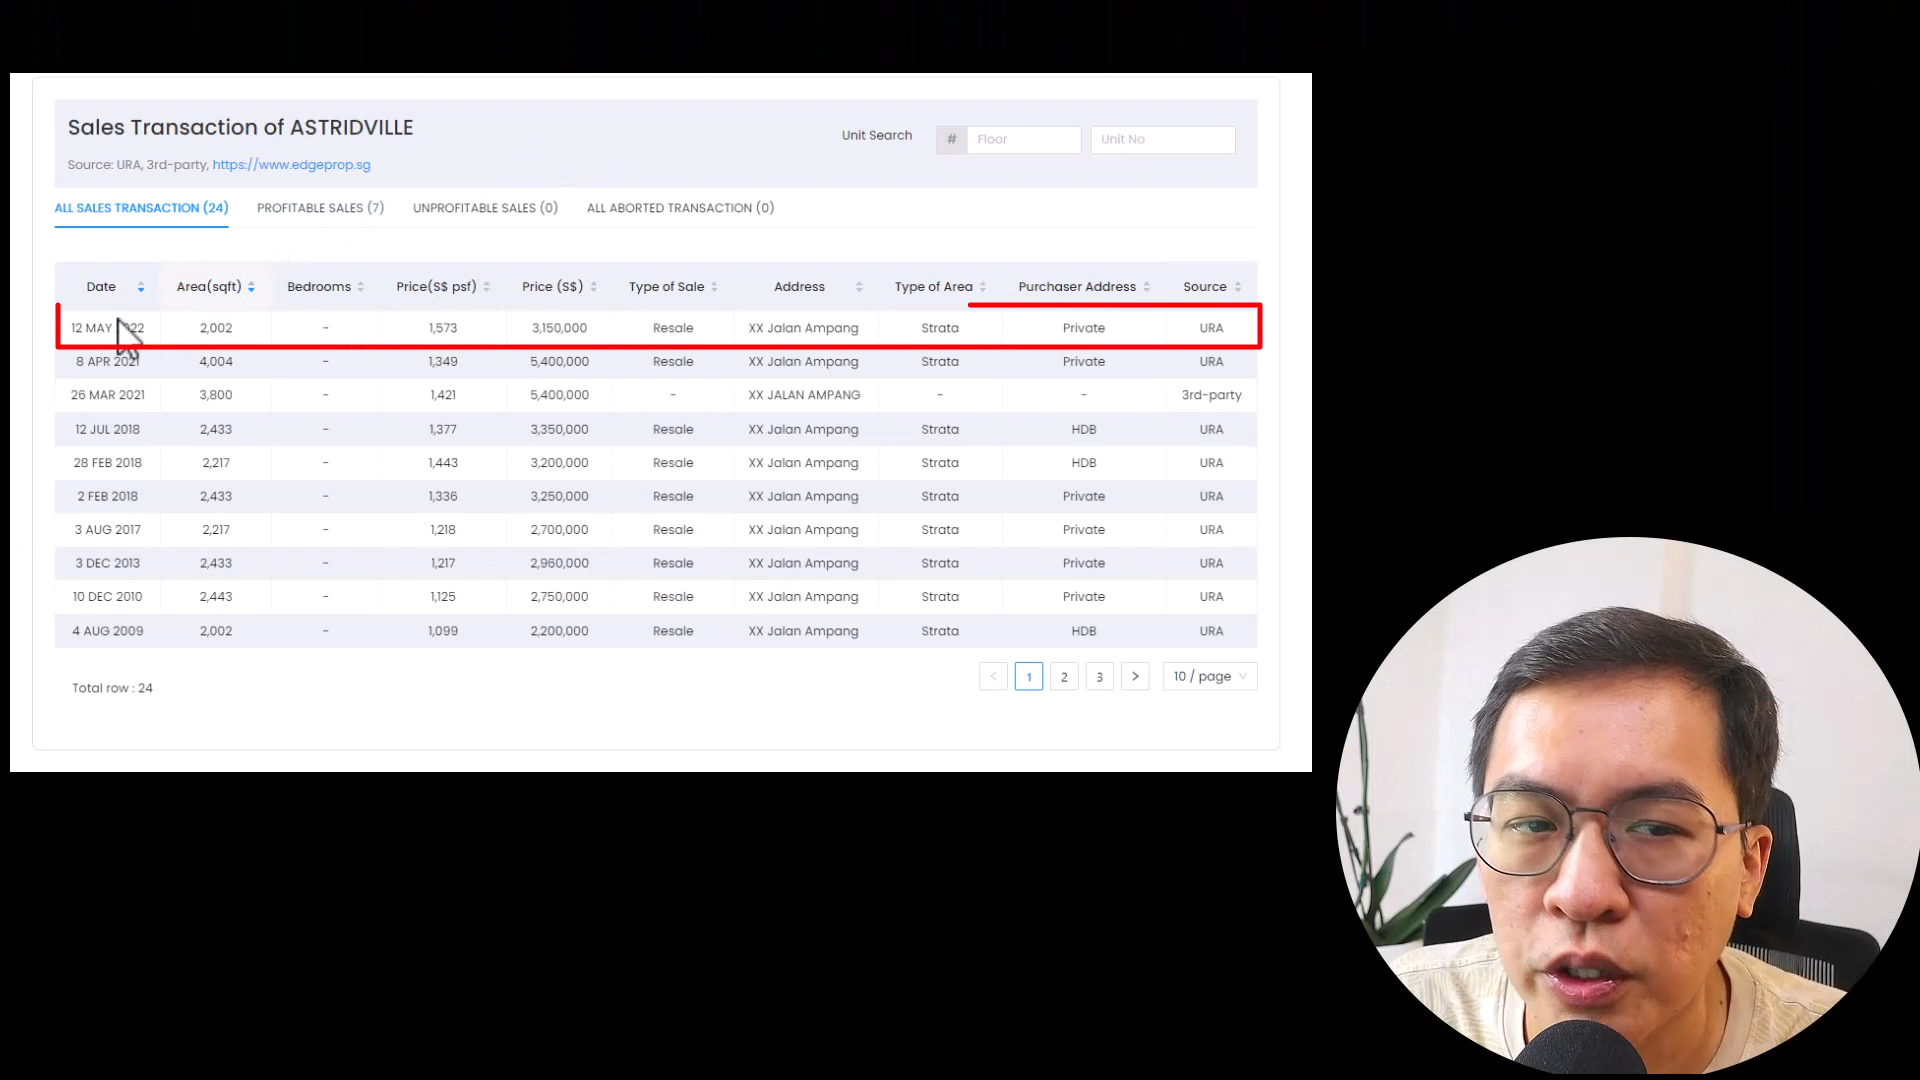 Sales Transaction of ASTRIDVILLE
Unit Search # Floor Unit No
Source: URA, 3rd-party, https://www.edgeprop.sg
ALL SALES TRANSACTION (24) PROFITABLE SALES (7) UNPROFITABLE SALES (0) ALL ABORTED TRANSACTION (0)
Date Area(sqft) Bedrooms Price(S$ psf) Price (S$) Type of Sale Address Type of Area Purchaser Address Source
12 MAY 2,002 - 1,573 3,150,000 Resale XX Jalan Ampang Strata Private URA
8 APR 2021 4,004 - 1,349 5,400,000 Resale XX Jalan Ampang Strata Private URA
26 MAR 2021 3,800 - 1,421 5,400,000 - XX JALAN AMPANG - - 3rd-party
12 JUL 2018 2,433 - 1,377 3,350,000 Resale XX Jalan Ampang Strata HDB URA
28 FEB 2018 2,217 - 1,443 3,200,000 Resale XX Jalan Ampang Strata HDB URA
2 FEB 2018 2,433 - 1,336 3,250,000 Resale XX Jalan Ampang Strata Private URA
3 AUG 2017 2,217 - 1,218 2,700,000 Resale XX Jalan Ampang Strata Private URA
3 DEC 2013 2,433 - 1,217 2,960,000 Resale XX Jalan Ampang Strata Private URA
10 DEC 2010 2,443 - 1,125 2,750,000 Resale XX Jalan Ampang Strata Private URA
4 AUG 2009 2,002 - 1,099 2,200,000 Resale XX Jalan Ampang Strata HDB URA
< 1 2 3 > 10 / page
Total row : 24